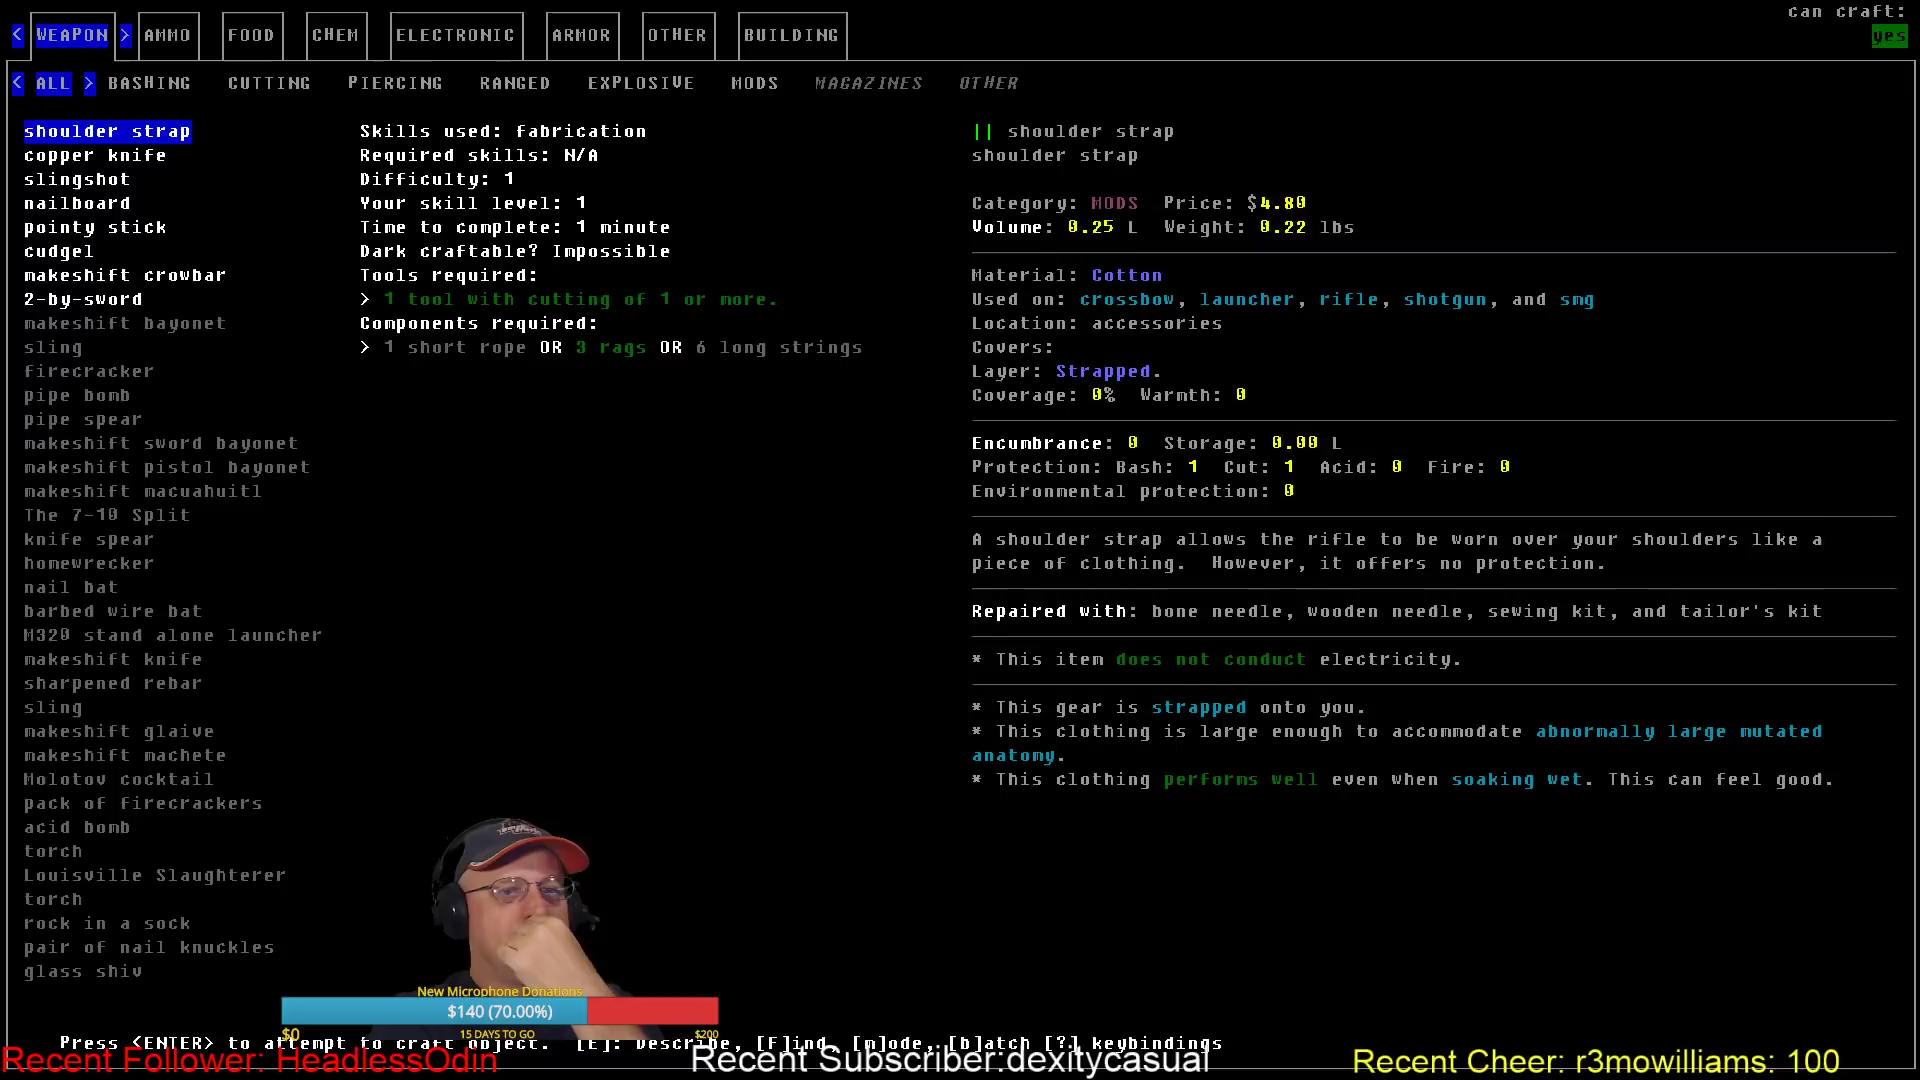 can craft:
< WEAPON > AMMO FOOD CHEM ELECTRONIC ARMOR OTHER BUILDING
yes
< ALL > BASHING CUTTING PIERCING RANGED EXPLOSIVE MODS MAGAZINES OTHER
shoulder strap
copper knife
slingshot
nailboard
pointy stick
cudgel
makeshift crowbar
2-by-sword
makeshift bayonet
sling
firecracker
pipe bomb
pipe spear
makeshift sword bayonet
makeshift pistol bayonet
makeshift macuahuitl
The 7-10 Split
knife spear
homewrecker
nail bat
barbed wire bat
M320 stand alone launcher
makeshift knife
sharpened rebar
sling
makeshift glaive
makeshift machete
Molotov cocktail
pack of firecrackers
acid bomb
torch
Louisville Slaughterer
torch
rock in a sock
pair of nail knuckles
glass shiv
Skills used: fabrication
Required skills: N/A
Difficulty: 1
Your skill level: 1
Time to complete: 1 minute
Dark craftable? Impossible
Tools required:
> 1 tool with cutting of 1 or more.
Components required:
> 1 short rope OR 3 rags OR 6 long strings
|| shoulder strap
shoulder strap
Category: MODS Price: $4.80
Volume: 0.25 L Weight: 0.22 lbs
Material: Cotton
Used on: crossbow, launcher, rifle, shotgun, and smg
Location: accessories
Covers:
Layer: Strapped.
Coverage: 0% Warmth: 0
Encumbrance: 0 Storage: 0.00 L
Protection: Bash: 1 Cut: 1 Acid: 0 Fire: 0
Environmental protection: 0
A shoulder strap allows the rifle to be worn over your shoulders like a
piece of clothing. However, it offers no protection.
Repaired with: bone needle, wooden needle, sewing kit, and tailor's kit
* This item does not conduct electricity.
* This gear is strapped onto you.
* This clothing is large enough to accommodate abnormally large mutated
anatomy.
* This clothing performs well even when soaking wet. This can feel good.
New Microphone Donations
$140 (70.00%)
$0 15 DAYS TO GO $200
Press <ENTER> to attempt to craft object. [E]: Describe, [F]ind, [m]ode, [b]atch [?] keybindings
Recent Follower: HeadlessOdin
Recent Subscriber:dexitycasual
Recent Cheer: r3mowilliams: 100